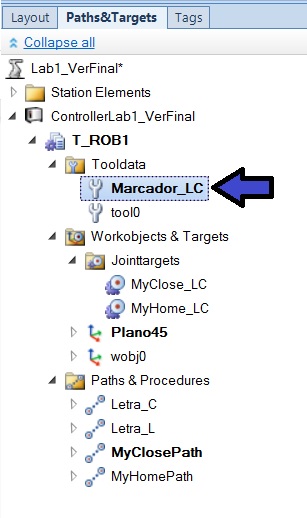 Layout Paths&Targets Tags
Collapse all
Lab1_VerFinal*
Station Elements
ControllerLab1_VerFinal
T_ROB1
Tooldata
Marcador_LC
tool0
Workobjects & Targets
Jointtargets
MyClose_LC
MyHome_LC
Plano45
wobj0
Paths & Procedures
Letra_C
Letra_L
MyClosePath
MyHomePath